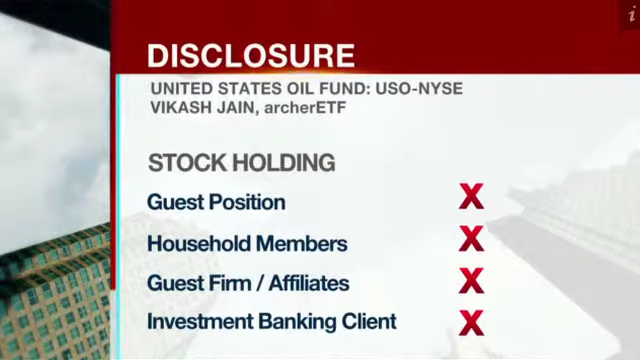 DISCLOSURE
UNITED STATES OIL FUND: USO-NYSE
VIKASH JAIN, archerETF
STOCK HOLDING
Guest Position X
Household Members X
Guest Firm / Affiliates X
Investment Banking Client X
i